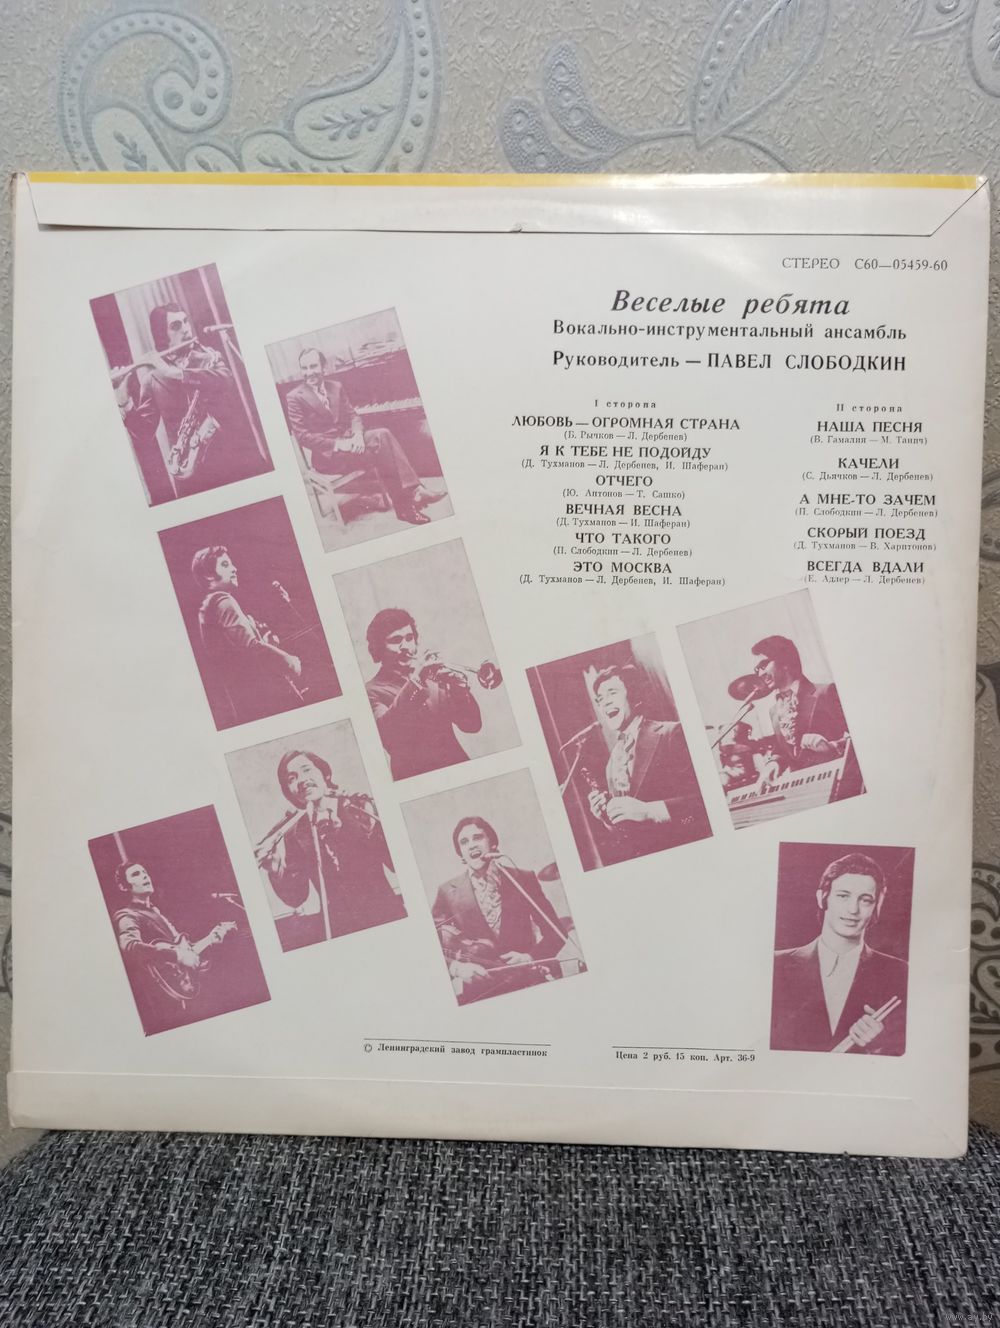 СТЕРЕО С60—05459-60
Веселые ребята
Вокально-инструментальный ансамбль
Руководитель — ПАВЕЛ СЛОБОДКИН
I сторона
ЛЮБОВЬ — ОГРОМНАЯ СТРАНА
(Б. Рычков — Л. Дербенев)
Я К ТЕБЕ НЕ ПОДОЙДУ
(Д. Тухманов — Л. Дербенев, И. Шаферан)
ОТЧЕГО
(Ю. Антонов — Т. Сашко)
ВЕЧНАЯ ВЕСНА
(Д. Тухманов — И. Шаферан)
ЧТО ТАКОГО
(П. Слободкин — Л. Дербенев)
ЭТО МОСКВА
(Д. Тухманов — Л. Дербенев, И. Шаферан)
II сторона
НАША ПЕСНЯ
(В. Гамалия — М. Танич)
КАЧЕЛИ
(С. Дьячков — Л. Дербенев)
А МНЕ-ТО ЗАЧЕМ
(П. Слободкин — Л. Дербенев)
СКОРЫЙ ПОЕЗД
(Д. Тухманов — В. Харитонов)
ВСЕГДА ВДАЛИ
(Е. Адлер — Л. Дербенев)
© Ленинградский завод грампластинок
Цена 2 руб. 15 коп. Арт. 36-9
www.ay.by